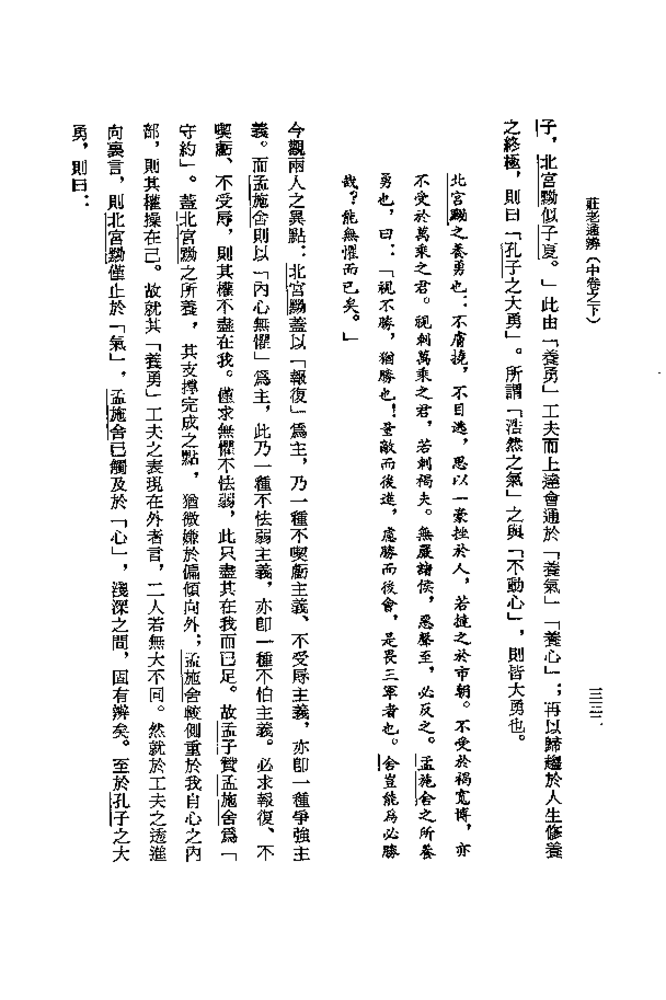 莊老通辨（中卷之下）
三三二
子，北宮黝似子夏。」此由「養勇」工夫而上達會通於「養氣」「養心」；再以歸趨於人生修養
之終極，則曰「孔子之大勇」。所謂「浩然之氣」之與「不動心」，則皆大勇也。
北宮黝之養勇也：不膚撓，不目逃，思以一豪挫於人，若撻之於市朝。不受於褐寬博，亦
不受於萬乘之君。視刺萬乘之君，若刺褐夫。無嚴諸侯，惡聲至，必反之。孟施舍之所養
勇也，曰：「視不勝，猶勝也！量敵而後進，慮勝而後會，是畏三軍者也。舍豈能為必勝
哉？能無懼而已矣。」
今觀兩人之異點：北宮黝蓋以「報復」爲主，乃一種不喫虧主義、不受辱主義，亦卽一種爭強主
義。而孟施舍則以「內心無懼」爲主，此乃一種不怯弱主義，亦卽一種不怕主義。必求報復、不
喫虧、不受辱，則其權不盡在我。僅求無懼不怯弱，此只盡其在我而已足。故孟子贊孟施舍爲「
守約」。蓋北宮黝之所養，其支撐完成之點，猶微嫌於偏傾向外；孟施舍較側重於我自心之內
部，則其權操在己。故就其「養勇」工夫之表現在外者言，二人若無大不同。然就於工夫之透進
向裏言，則北宮黝僅止於「氣」，孟施舍已觸及於「心」，淺深之間，固有辨矣。至於孔子之大
勇，則曰：